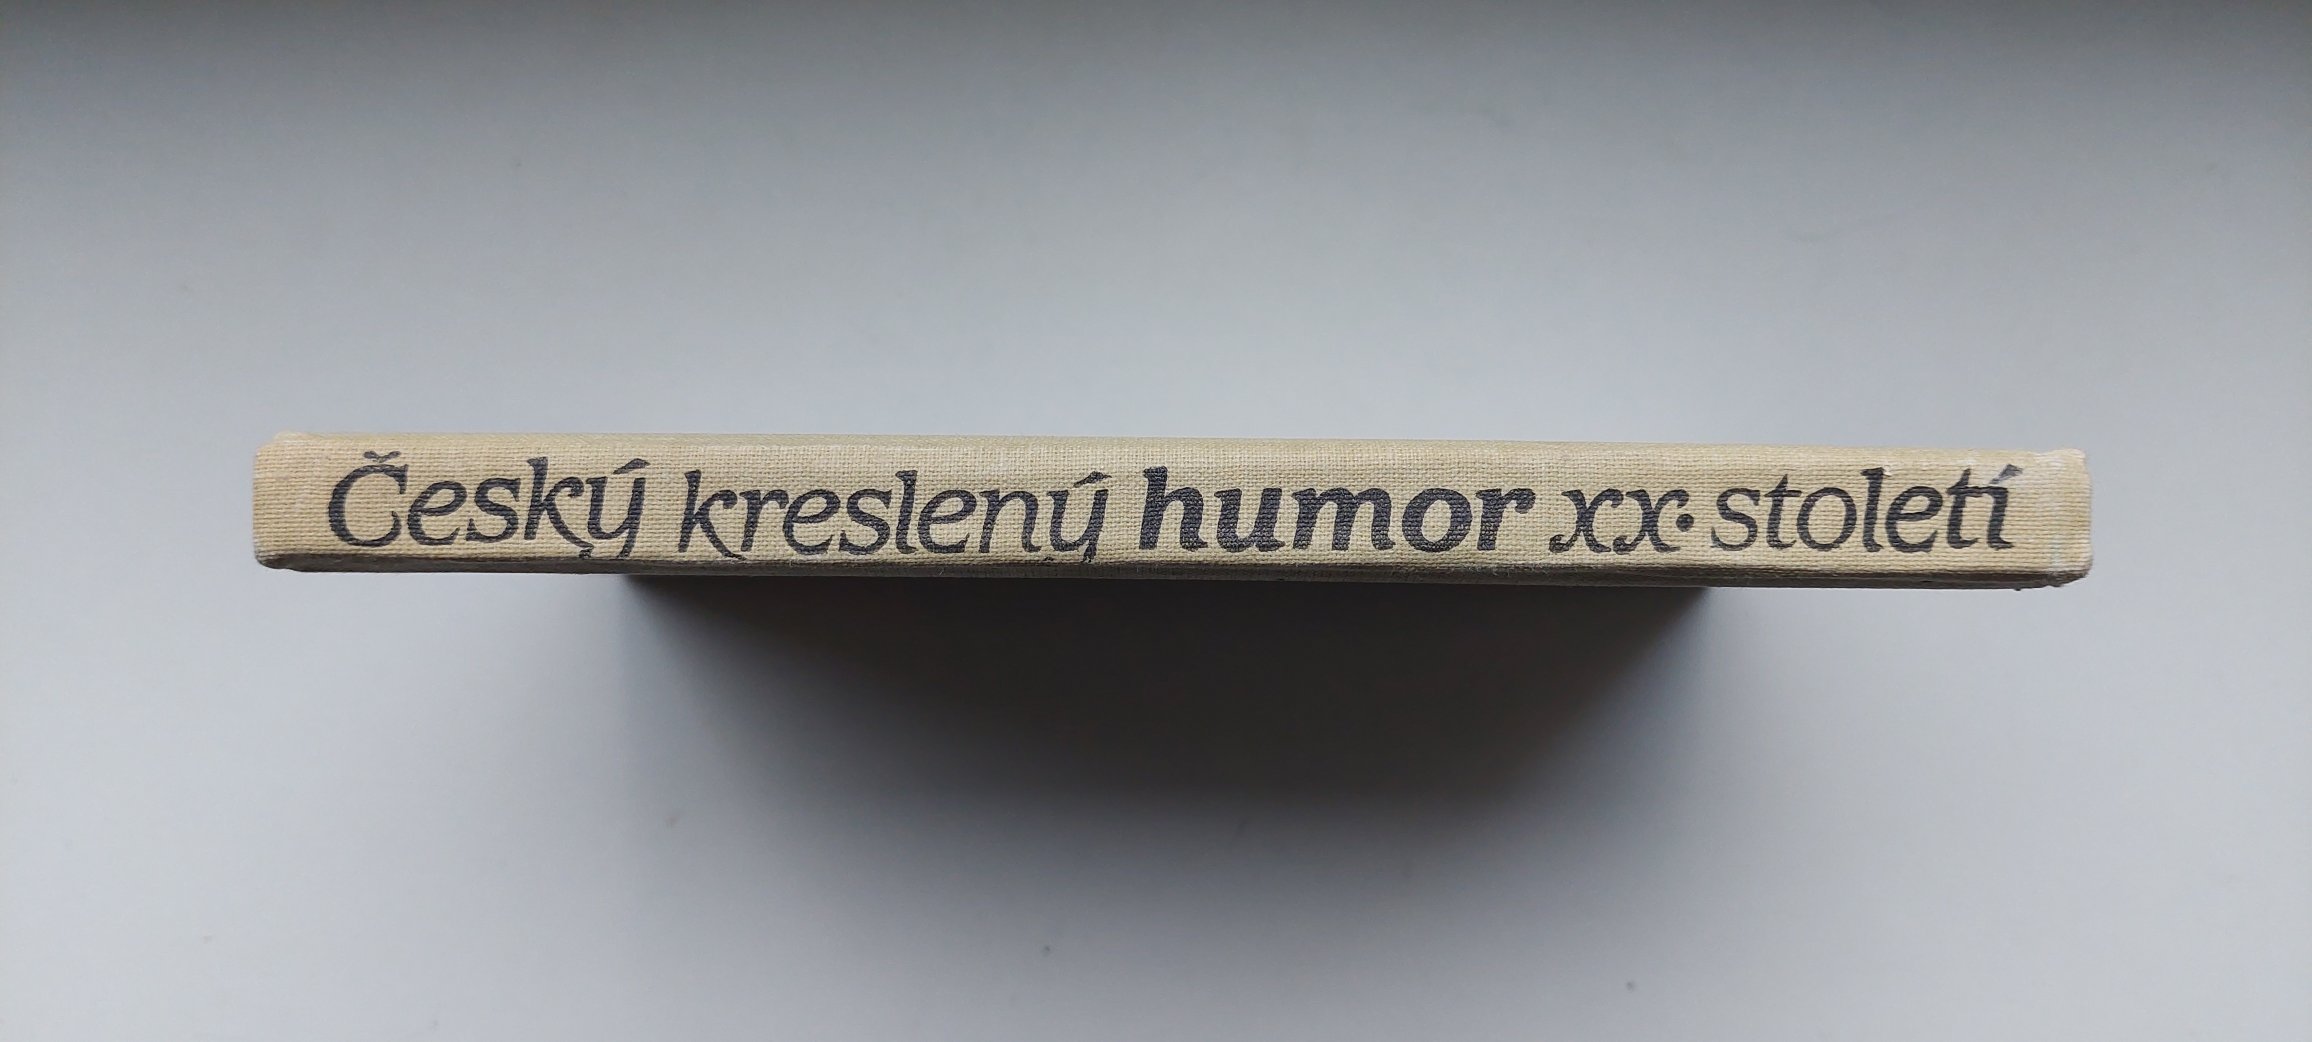 Český kreslený humor xx. století